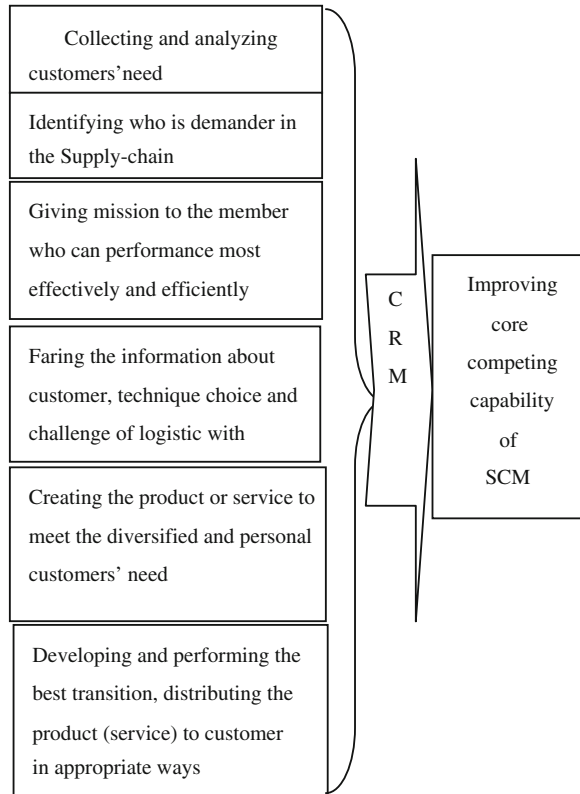 Collecting and analyzing
customers'need
Identifying who is demander in
the Supply-chain
Giving mission to the member
who can performance most
effectively and efficiently
Faring the information about
customer, technique choice and
challenge of logistic with
Creating the product or service to
meet the diversified and personal
customers' need
Developing and performing the
best transition, distributing the
product (service) to customer
in appropriate ways
C
R
M
Improving
core
competing
capability
of
SCM